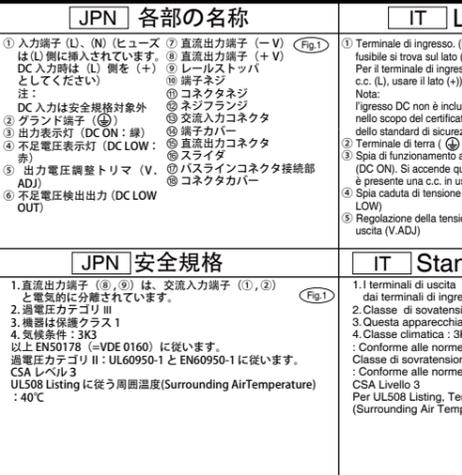 JPN 各部の名称
① 入力端子（L)、（N)（ヒューズ
は（L) 側に挿入されています。
DC 入力時は（L）側を（＋）
としてください）
注：
DC 入力は安全規格対象外
② グランド端子（⏚）
③ 出力表示灯（DC ON：緑）
④ 不足電圧表示灯（DC LOW：
赤）
⑤ 出力電圧調整トリマ（V.
ADJ）
⑥ 不足電圧検出出力（DC LOW
OUT）
⑦ 直流出力端子（ー V）
⑧ 直流出力端子（＋ V）
⑨ レールストッパ
⑩ 端子ネジ
⑪ コネクタネジ
⑫ ネジフランジ
⑬ 交流入力コネクタ
⑭ 端子カバー
⑮ 直流出力コネクタ
⑯ スライダ
⑰ バスラインコネクタ接続部
⑱ コネクタカバー
Fig.1
IT L
① Terminale di ingresso. (
fusibile si trova sul lato (
Per il terminale di ingres
c.c. (L), usare il lato (+))
Nota:
l'igresso DC non è inclu
nello scopo del certificat
dello standard di sicurez
② Terminale di terra ( ⏚
③ Spia di funzionamento a
(DC ON). Si accende qu
è presente una c.c. in us
④ Spia caduta di tensione
LOW)
⑤ Regolazione della tensio
uscita (V.ADJ)
JPN 安全規格
1.直流出力端子（⑧,⑨）は、交流入力端子（①,②）
と電気的に分離されています。
2. 過電圧カテゴリ III
3. 機器は保護クラス 1
4. 気候条件：3K3
以上 EN50178（=VDE 0160）に従います。
過電圧カテゴリ II：UL60950-1 と EN60950-1 に従います。
CSA レベル 3
UL508 Listing に従う周囲温度(Surrounding AirTemperature)
：40℃
Fig.1
IT Stan
1. I terminali di uscita
dai terminali di ingre
2. Classe di sovatensi
3. Questa apparecchia
4. Classe climatica : 3K
: Conforme alle norme
Classe di sovratension
: Conforme alle norme
CSA Livello 3
Per UL508 Listing, Te
(Surrounding Air Temp